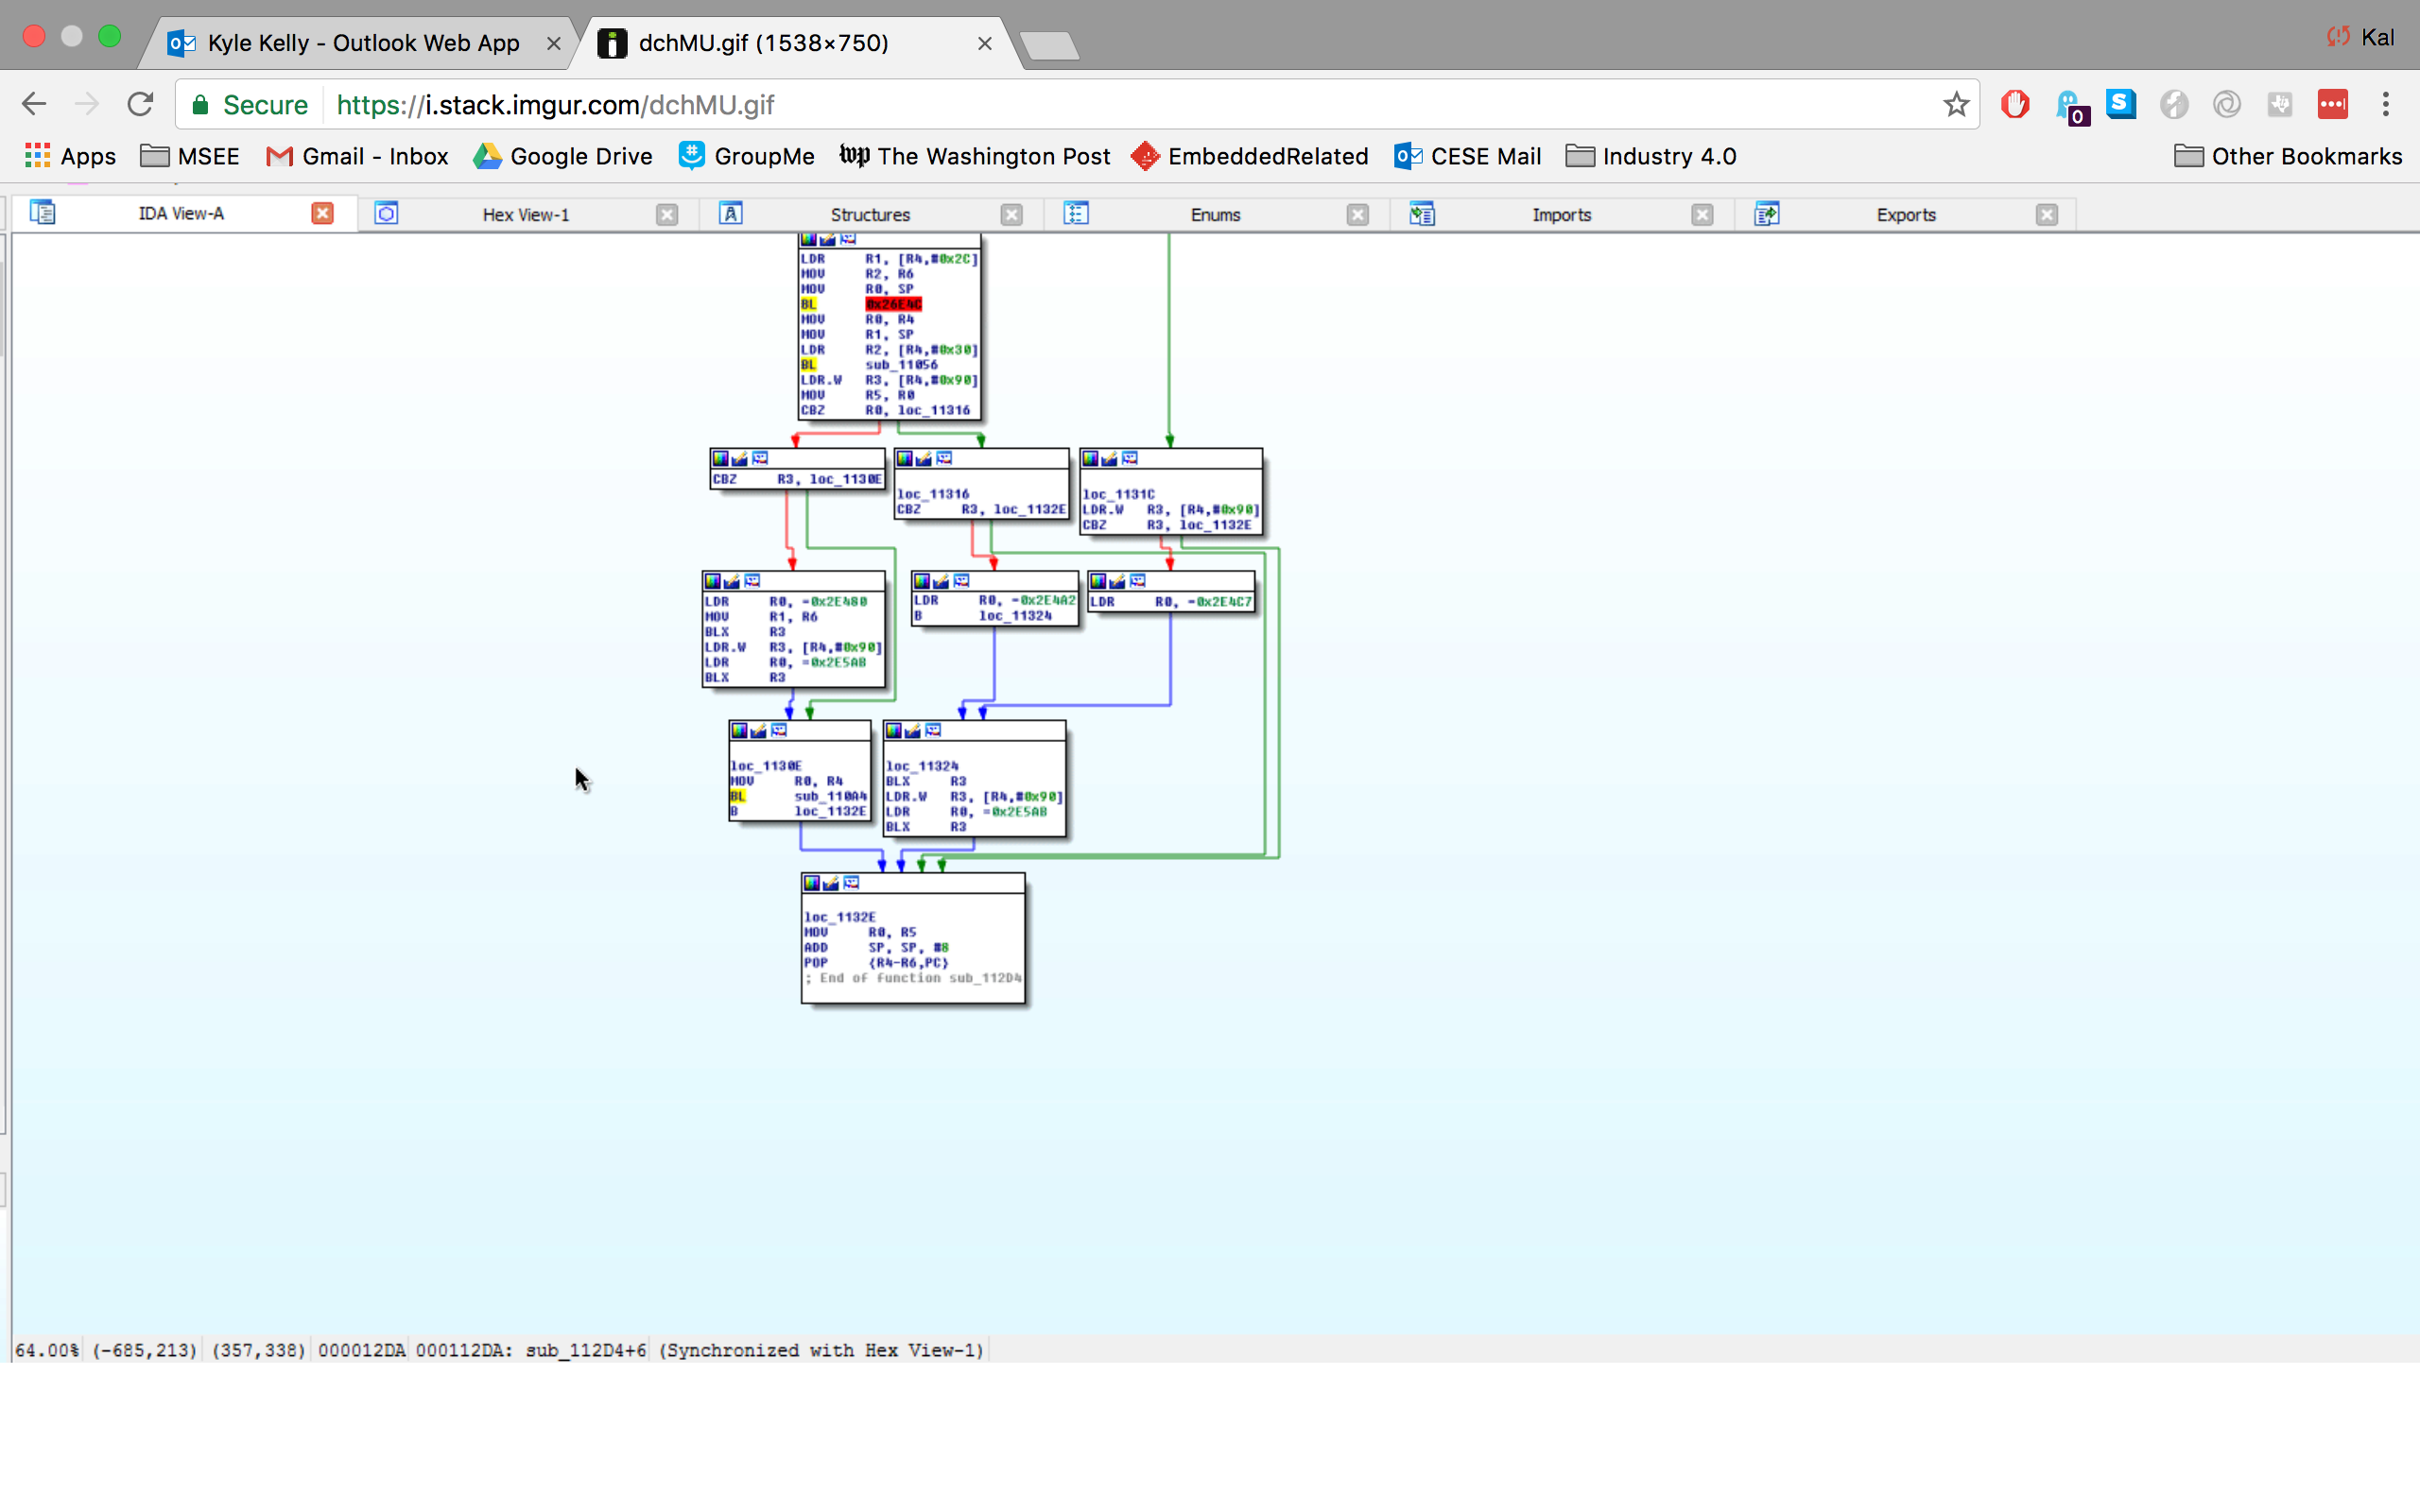 Kyle Kelly - Outlook Web App
dchMU.gif (1538×750)
Kal
Secure
https://i.stack.imgur.com/dchMU.gif
0
Apps
MSEE
Gmail - Inbox
Google Drive
GroupMe
wp The Washington Post
EmbeddedRelated
CESE Mail
Industry 4.0
Other Bookmarks
IDA View-A
Hex View-1
Structures
Enums
Imports
Exports
LDR R1, [R4,#0x2C]
MOV R2, R6
MOV R0, SP
BL 0x26E4C
MOV R0, R4
MOV R1, SP
LDR R2, [R4,#0x30]
BL sub_11056
LDR.W R3, [R4,#0x90]
MOV R5, R0
CBZ R0, loc_11316
CBZ R3, loc_1130E
loc_11316
CBZ R3, loc_1132E
loc_1131C
LDR.W R3, [R4,#0x90]
CBZ R3, loc_1132E
LDR R0, =0x2E480
MOV R1, R6
BLX R3
LDR.W R3, [R4,#0x90]
LDR R0, =0x2E5AB
BLX R3
LDR R0, =0x2E4A2
B loc_11324
LDR R0, =0x2E4C7
loc_1130E
MOV R0, R4
BL sub_110A4
B loc_1132E
loc_11324
BLX R3
LDR.W R3, [R4,#0x90]
LDR R0, =0x2E5AB
BLX R3
loc_1132E
MOV R0, R5
ADD SP, SP, #8
POP {R4-R6,PC}
; End of function sub_112D4
64.00% (-685,213) (357,338) 000012DA 000112DA: sub_112D4+6 (Synchronized with Hex View-1)